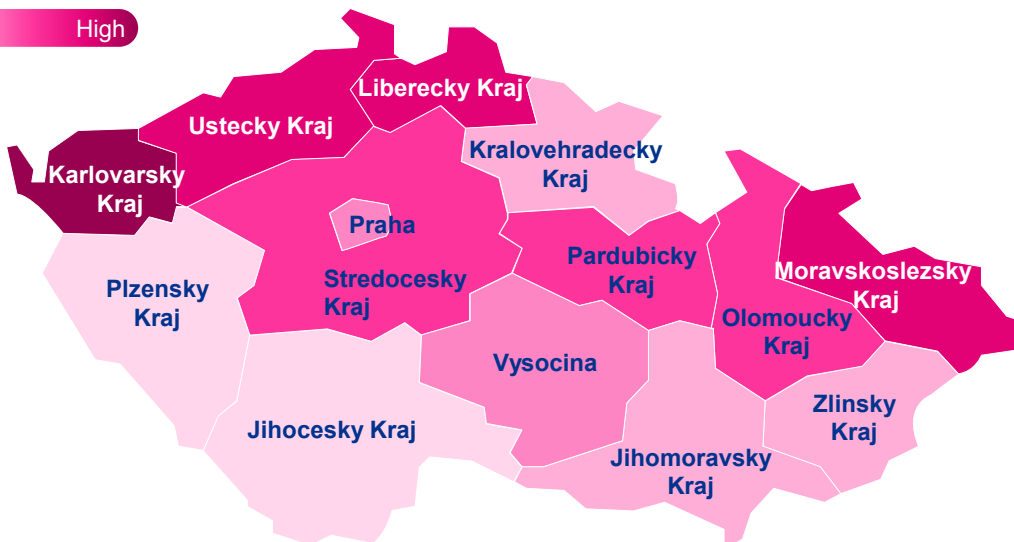 High
Liberecky Kraj
Ustecky Kraj
Kralovehradecky
Kraj
Karlovarsky
Kraj
Praha
Pardubicky
Kraj
Stredocesky
Kraj
Moravskoslezsky
Kraj
Plzensky
Kraj
Olomoucky
Kraj
Vysocina
Zlinsky
Kraj
Jihocesky Kraj
Jihomoravsky
Kraj